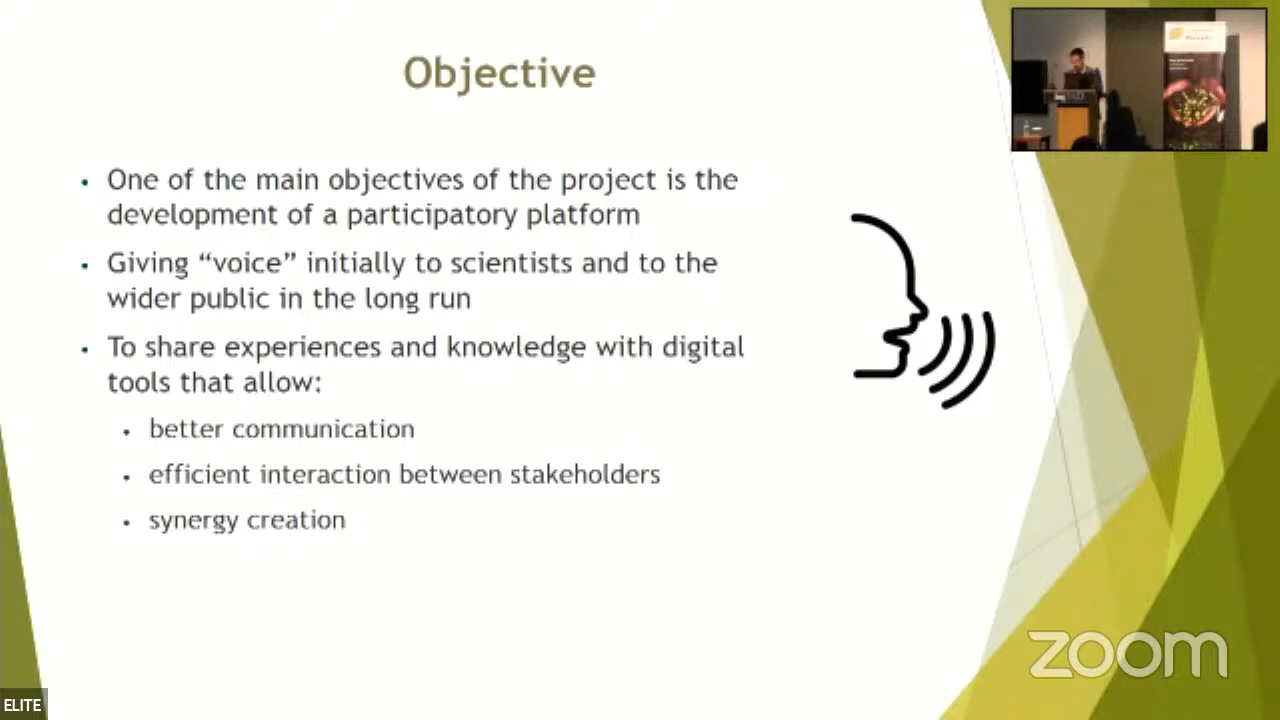 Objective
• One of the main objectives of the project is the
development of a participatory platform
• Giving “voice” initially to scientists and to the
wider public in the long run
• To share experiences and knowledge with digital
tools that allow:
• better communication
• efficient interaction between stakeholders
• synergy creation
zoom
ELITE